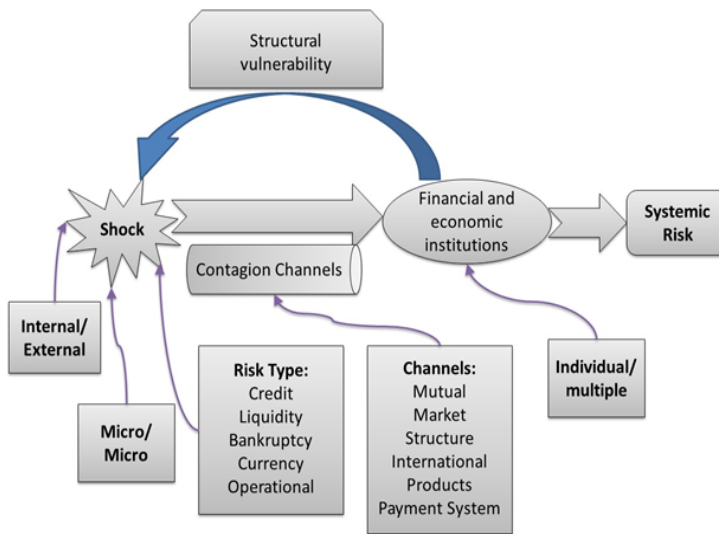 Structural
vulnerability
Shock
Financial and
economic
institutions
Systemic
Risk
Contagion Channels
Internal/
External
Micro/
Micro
Risk Type:
Credit
Liquidity
Bankruptcy
Currency
Operational
Channels:
Mutual
Market
Structure
International
Products
Payment System
Individual/
multiple